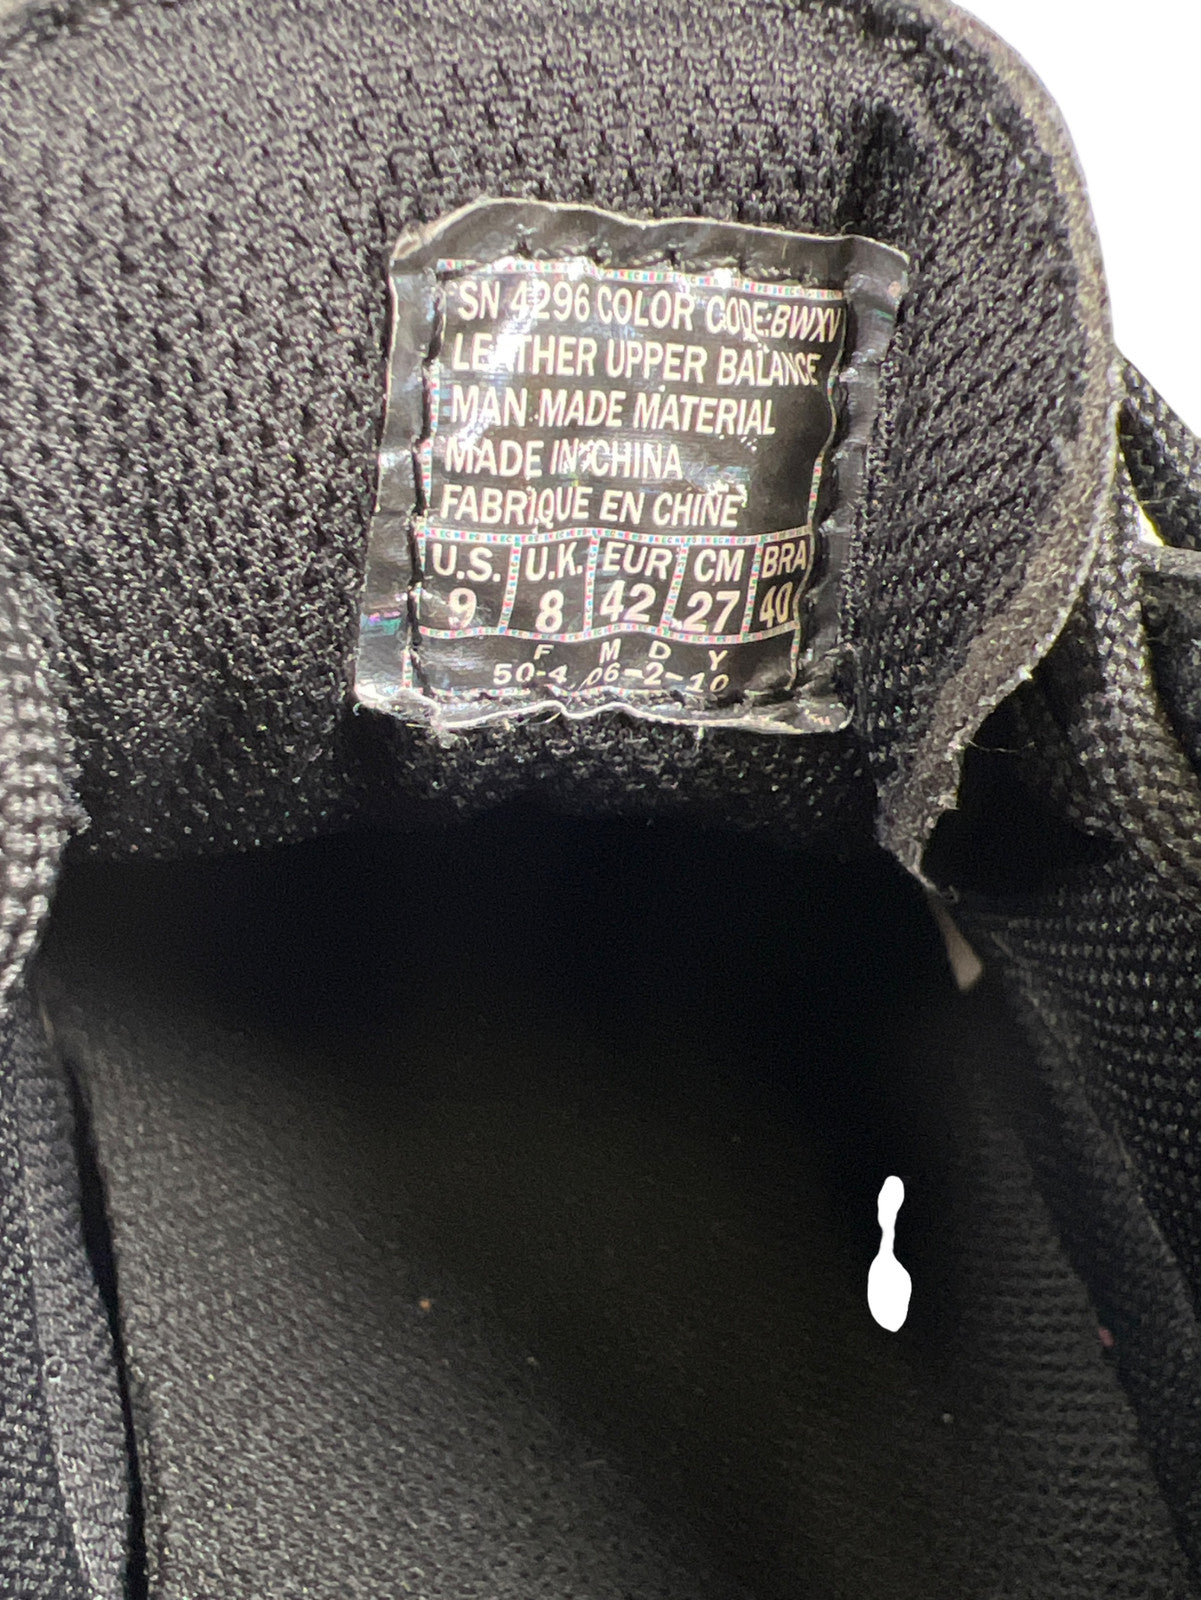 SN 4296 COLOR CODE:BWXV
LEATHER UPPER BALANCE
MAN MADE MATERIAL
MADE IN CHINA
FABRIQUE EN CHINE
U.S. U.K. EUR CM BRA
9 8 42 27 40
F M D Y
50-4 06-2-10